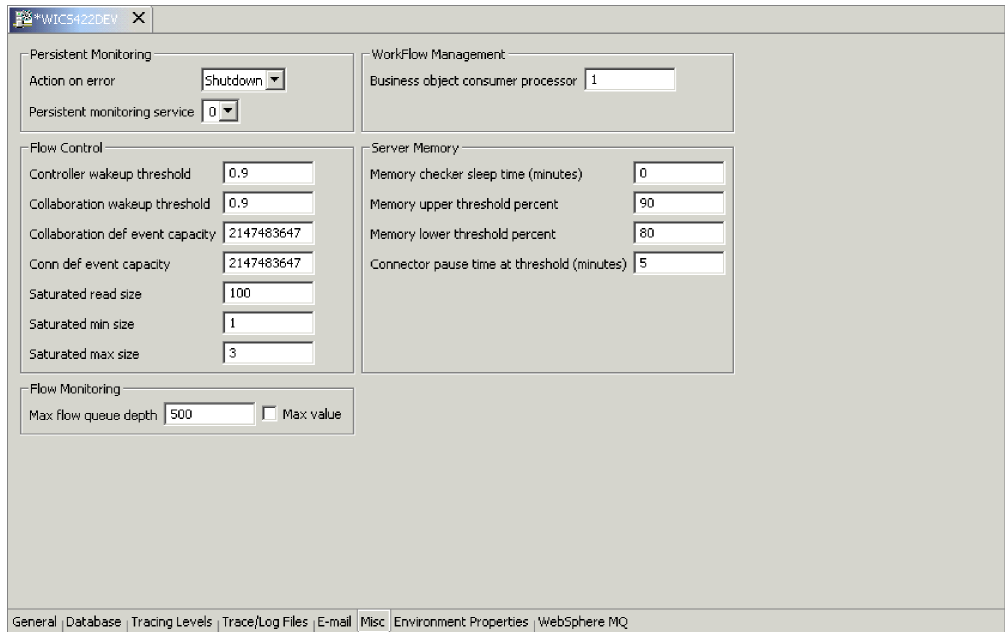 *WICS422DEV
Persistent Monitoring
Action on error Shutdown
Persistent monitoring service 0
WorkFlow Management
Business object consumer processor 1
Flow Control
Controller wakeup threshold 0.9
Collaboration wakeup threshold 0.9
Collaboration def event capacity 2147483647
Conn def event capacity 2147483647
Saturated read size 100
Saturated min size 1
Saturated max size 3
Server Memory
Memory checker sleep time (minutes) 0
Memory upper threshold percent 90
Memory lower threshold percent 80
Connector pause time at threshold (minutes) 5
Flow Monitoring
Max flow queue depth 500 Max value
General Database Tracing Levels Trace/Log Files E-mail Misc Environment Properties WebSphere MQ